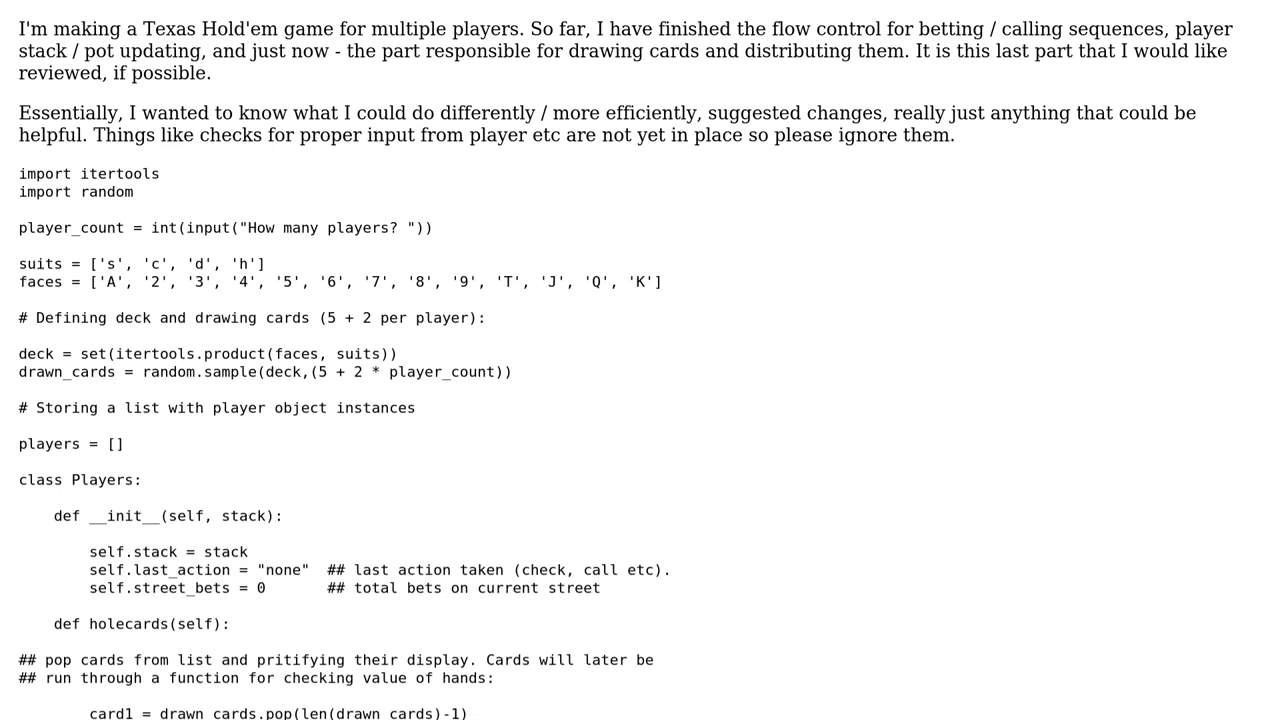 I'm making a Texas Hold'em game for multiple players. So far, I have finished the flow control for betting / calling sequences, player
stack / pot updating, and just now - the part responsible for drawing cards and distributing them. It is this last part that I would like
reviewed, if possible.
Essentially, I wanted to know what I could do differently / more efficiently, suggested changes, really just anything that could be
helpful. Things like checks for proper input from player etc are not yet in place so please ignore them.
import itertools
import random
player_count = int(input("How many players? "))
suits = ['s', 'c', 'd', 'h']
faces = ['A', '2', '3', '4', '5', '6', '7', '8', '9', 'T', 'J', 'Q', 'K']
# Defining deck and drawing cards (5 + 2 per player):
deck = set(itertools.product(faces, suits))
drawn_cards = random.sample(deck,(5 + 2 * player_count))
# Storing a list with player object instances
players = []
class Players:
    def __init__(self, stack):
        self.stack = stack
        self.last_action = "none"  ## last action taken (check, call etc).
        self.street_bets = 0       ## total bets on current street
    def holecards(self):
## pop cards from list and pritifying their display. Cards will later be
## run through a function for checking value of hands:
        card1 = drawn_cards.pop(len(drawn_cards)-1)